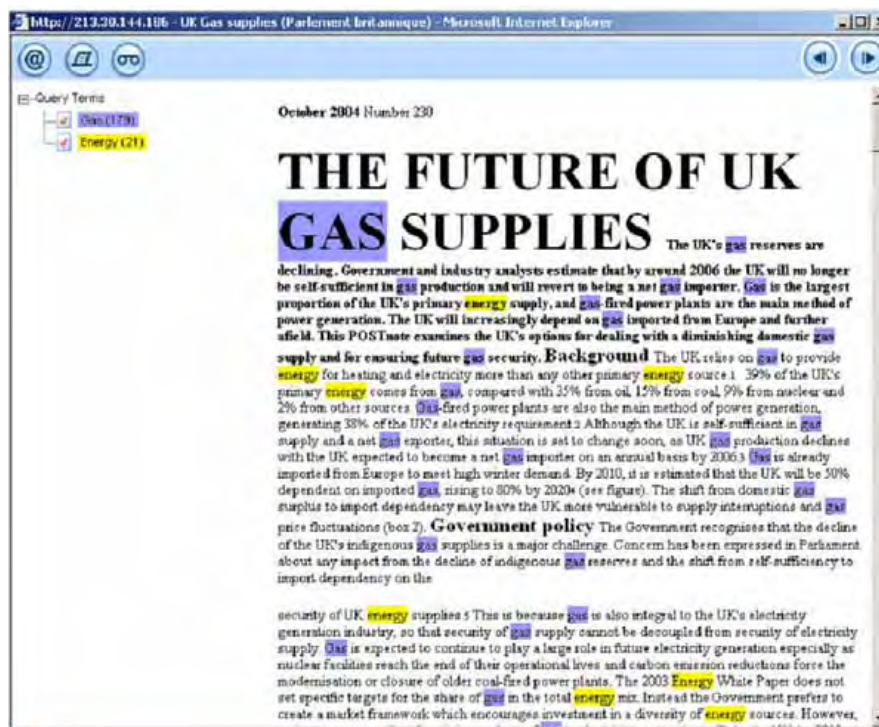 http://213.30.144.186 - UK Gas supplies (Parlement britannique) - Microsoft Internet Explorer
Query Terms
Gas (179)
Energy (21)
October 2004 Number 230
THE FUTURE OF UK
GAS SUPPLIES The UK's gas reserves are
declining. Government and industry analysts estimate that by around 2006 the UK will no longer
be self-sufficient in gas production and will revert to being a net gas importer. Gas is the largest
proportion of the UK's primary energy supply, and gas-fired power plants are the main method of
power generation. The UK will increasingly depend on gas imported from Europe and further
afield. This POSTnote examines the UK's options for dealing with a diminishing domestic gas
supply and for ensuring future gas security. Background The UK relies on gas to provide
energy for heating and electricity more than any other primary energy source.1 39% of the UK's
primary energy comes from gas, compared with 35% from oil, 15% from coal, 9% from nuclear and
2% from other sources. Gas-fired power plants are also the main method of power generation,
generating 38% of the UK's electricity requirement.2 Although the UK is self-sufficient in gas
supply and a net gas exporter, this situation is set to change soon, as UK gas production declines
with the UK expected to become a net gas importer on an annual basis by 2006.3 Gas is already
imported from Europe to meet high winter demand. By 2010, it is estimated that the UK will be 50%
dependent on imported gas, rising to 80% by 20204 (see figure). The shift from domestic gas
surplus to import dependency may leave the UK more vulnerable to supply interruptions and gas
price fluctuations (box 2). Government policy The Government recognises that the decline
of the UK's indigenous gas supplies is a major challenge. Concern has been expressed in Parliament
about any impact from the decline of indigenous gas reserves and the shift from self-sufficiency to
import dependency on the
security of UK energy supplies.5 This is because gas is also integral to the UK's electricity
generation industry, so that security of gas supply cannot be decoupled from security of electricity
supply. Gas is expected to continue to play a large role in future electricity generation especially as
nuclear facilities reach the end of their operational lives and carbon emission reductions force the
modernisation or closure of older coal-fired power plants. The 2003 Energy White Paper does not
set specific targets for the share of gas in the total energy mix. Instead the Government prefers to
create a market framework which encourages investment in a diversity of energy sources. However,